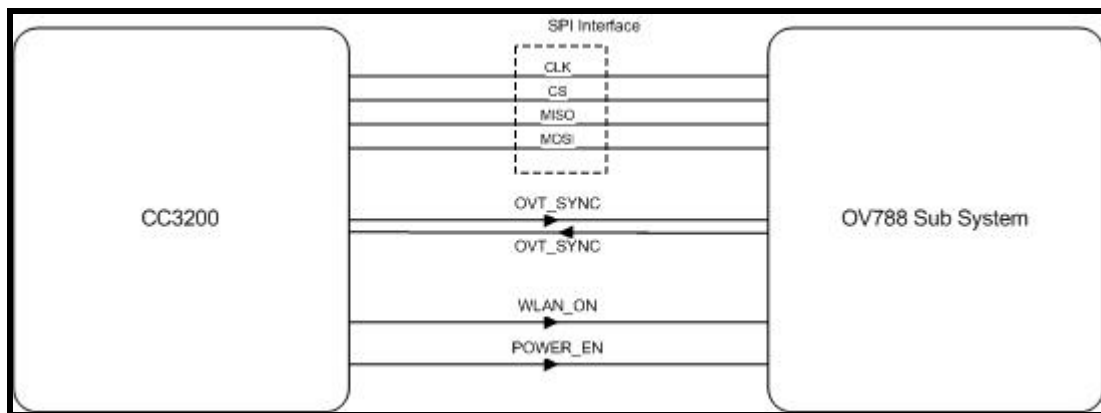 SPI Interface
CLK
CS
MISO
MOSI
OVT_SYNC
CC3200
OV788 Sub System
OVT_SYNC
WLAN_ON
POWER_EN